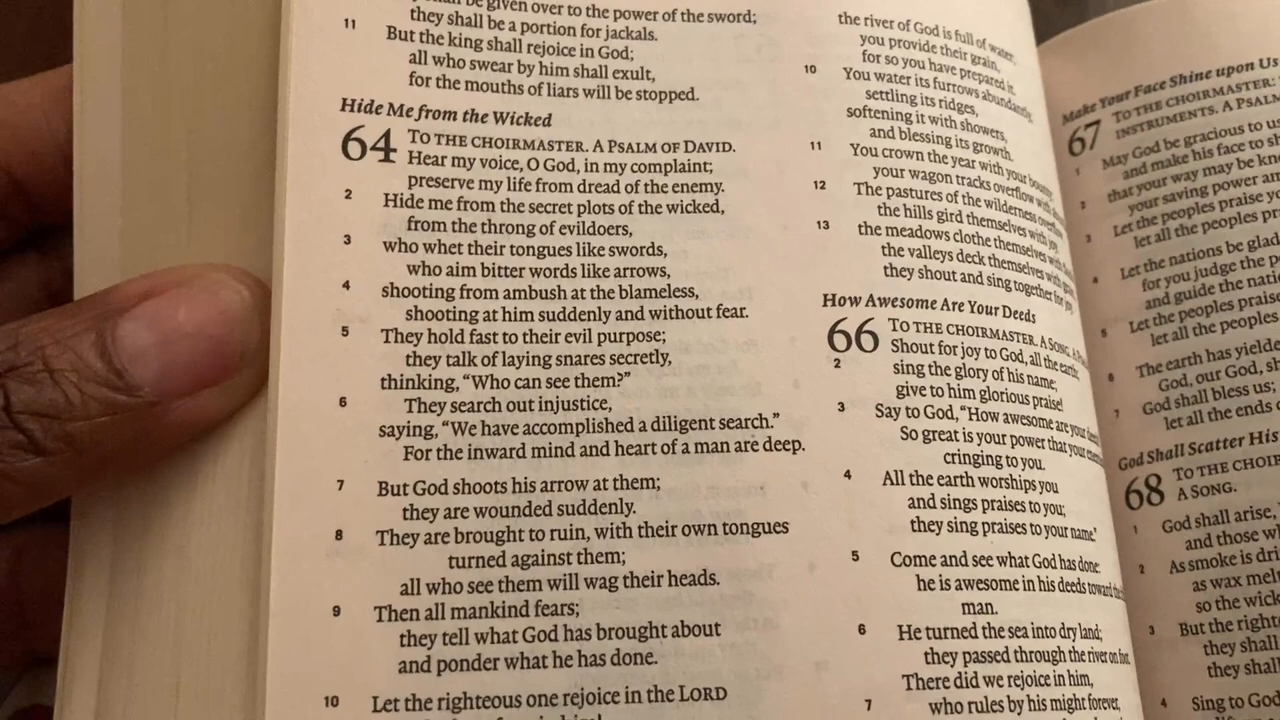 be given over to the power of the sword;
they shall be a portion for jackals.
11 But the king shall rejoice in God;
all who swear by him shall exult,
for the mouths of liars will be stopped.
Hide Me from the Wicked
64 TO THE CHOIRMASTER. A PSALM OF DAVID.
Hear my voice, O God, in my complaint;
preserve my life from dread of the enemy.
2 Hide me from the secret plots of the wicked,
from the throng of evildoers,
3 who whet their tongues like swords,
who aim bitter words like arrows,
4 shooting from ambush at the blameless,
shooting at him suddenly and without fear.
5 They hold fast to their evil purpose;
they talk of laying snares secretly,
thinking, “Who can see them?”
6 They search out injustice,
saying, “We have accomplished a diligent search.”
For the inward mind and heart of a man are deep.
7 But God shoots his arrow at them;
they are wounded suddenly.
8 They are brought to ruin, with their own tongues
turned against them;
all who see them will wag their heads.
9 Then all mankind fears;
they tell what God has brought about
and ponder what he has done.
10 Let the righteous one rejoice in the LORD
the river of God is full of water;
you provide their grain,
for so you have prepared it.
10 You water its furrows abundantly,
settling its ridges,
softening it with showers,
and blessing its growth.
11 You crown the year with your bounty;
your wagon tracks overflow with
12 The pastures of the wilderness overflow
the hills gird themselves with joy,
13 the meadows clothe themselves with
the valleys deck themselves with
they shout and sing together for joy
How Awesome Are Your Deeds
66 TO THE CHOIRMASTER. A SONG.
Shout for joy to God, all the earth;
2 sing the glory of his name;
give to him glorious praise!
3 Say to God, “How awesome are your
So great is your power that your
cringing to you.
4 All the earth worships you
and sings praises to you;
they sing praises to your name.”
5 Come and see what God has done:
he is awesome in his deeds toward the
man.
6 He turned the sea into dry land;
they passed through the river on foot.
There did we rejoice in him,
7 who rules by his might forever,
Make Your Face Shine upon Us
67 TO THE CHOIRMASTER:
INSTRUMENTS. A PSALM
1 May God be gracious to us
and make his face to
2 that your way may be
your saving power
3 Let the peoples praise
let all the peoples
4 Let the nations be glad
for you judge the
and guide the
5 Let the peoples
let all the peoples
6 The earth has
God, our God,
7 God shall bless us;
let all the ends
God Shall Scatter His
68 TO THE
A SONG.
1 God shall arise,
and those
2 As smoke is
as wax
so the
3 But the
they shall
they shall
4 Sing to God